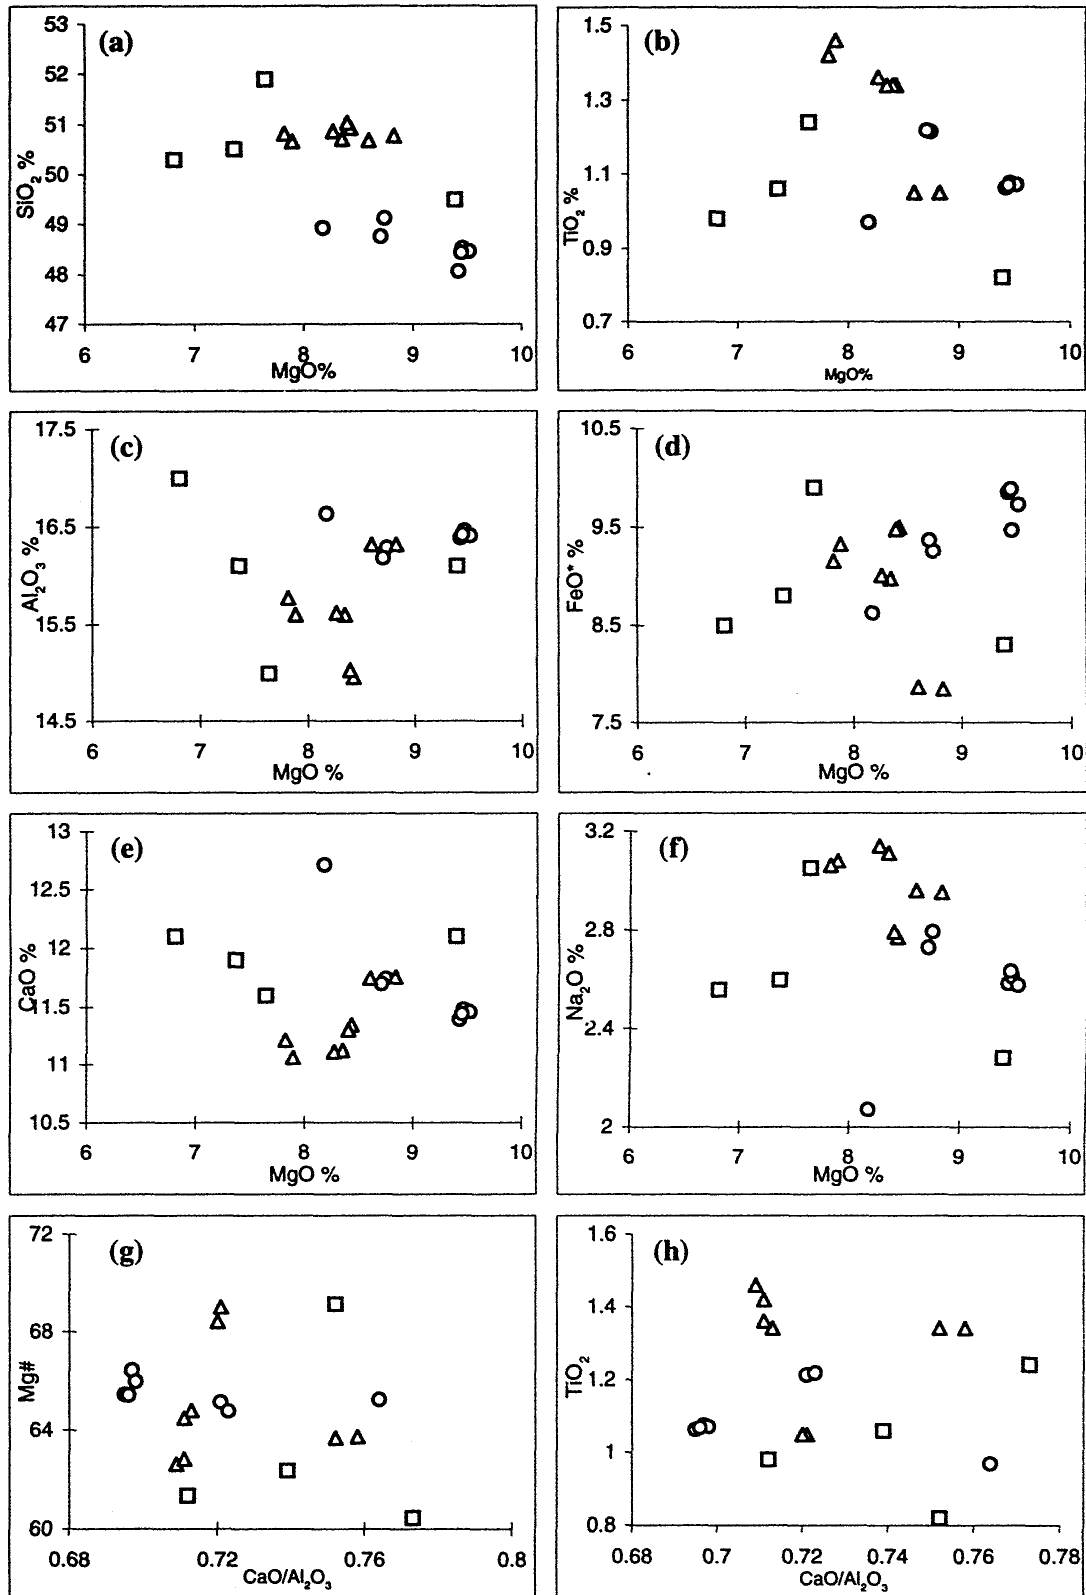 (a)
53
52
51
50
49
48
47
SiO₂ %
6 7 8 9 10
MgO%
(b)
1.5
1.3
1.1
0.9
0.7
TiO₂ %
6 7 8 9 10
MgO%
(c)
17.5
16.5
15.5
14.5
Al₂O₃ %
6 7 8 9 10
MgO %
(d)
10.5
9.5
8.5
7.5
FeO* %
6 7 8 9 10
MgO %
(e)
13
12.5
12
11.5
11
10.5
CaO %
6 7 8 9 10
MgO %
(f)
3.2
2.8
2.4
2
Na₂O %
6 7 8 9 10
MgO %
(g)
72
68
64
60
Mg#
0.68 0.72 0.76 0.8
CaO/Al₂O₃
(h)
1.6
1.4
1.2
1
0.8
TiO₂
0.68 0.7 0.72 0.74 0.76 0.78
CaO/Al₂O₃